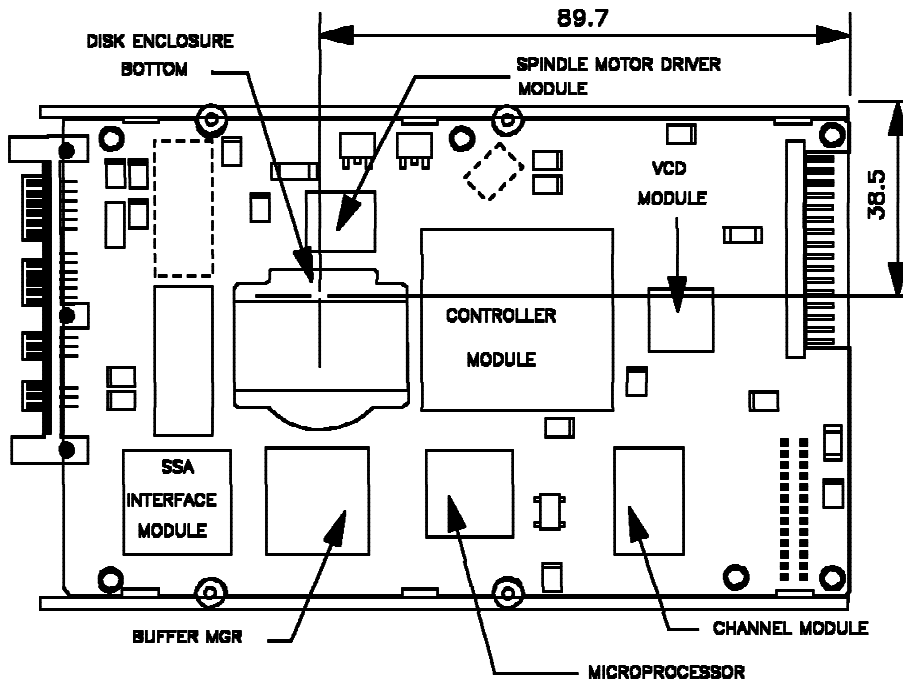 89.7
DISK ENCLOSURE
BOTTOM
SPINDLE MOTOR DRIVER
MODULE
VCD
MODULE
38.5
CONTROLLER
MODULE
SSA
INTERFACE
MODULE
BUFFER MGR
CHANNEL MODULE
MICROPROCESSOR